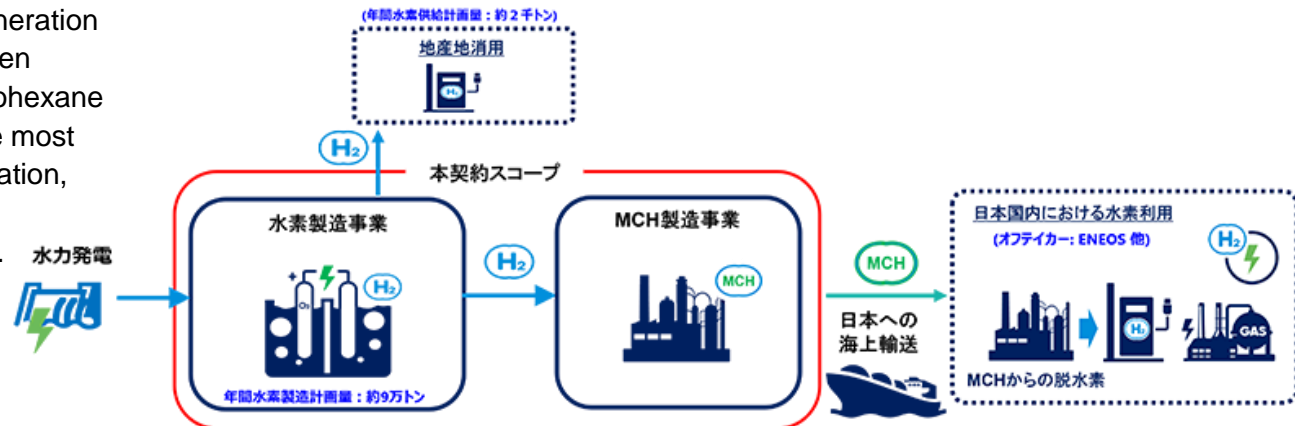 neration
en
ohexane
e most
ation,
.
(年間水素供給計画量：約２千トン)
地産地消用
H₂
H₂
本契約スコープ
水力発電
水素製造事業
O₂
H₂
年間水素製造計画量：約9万トン
H₂
MCH製造事業
MCH
MCH
日本への
海上輸送
日本国内における水素利用
(オフテイカー: ENEOS 他)
H₂
H₂
GAS
MCHからの脱水素